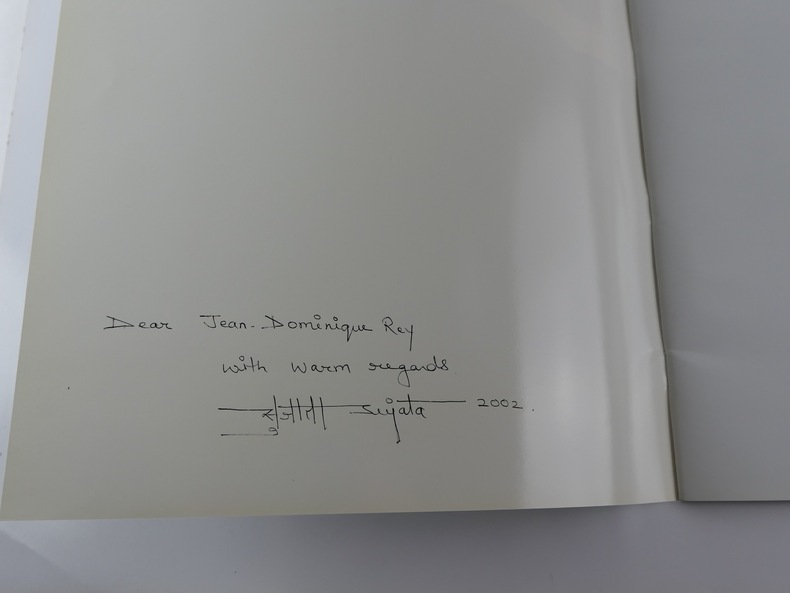 Dear Jean-Dominique Rey
with warm regards
सुजाता Sujata 2002.